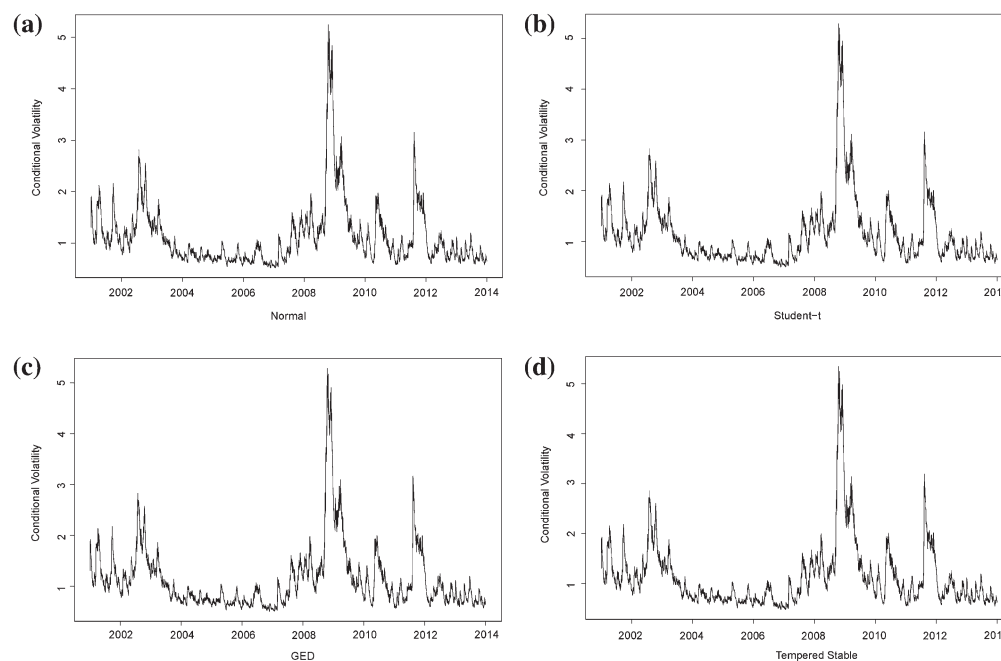 (a)
Conditional Volatility
5
4
3
2
1
2002 2004 2006 2008 2010 2012 2014
Normal
(b)
Conditional Volatility
5
4
3
2
1
2002 2004 2006 2008 2010 2012
Student-t
(c)
Conditional Volatility
5
4
3
2
1
2002 2004 2006 2008 2010 2012 2014
GED
(d)
Conditional Volatility
5
4
3
2
1
2002 2004 2006 2008 2010 2012
Tempered Stable